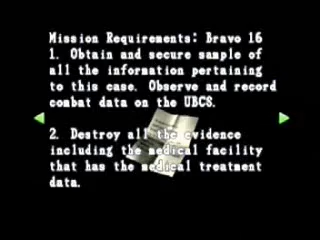 Mission Requirements: Bravo 16
1. Obtain and secure sample of
all the information pertaining
to this case. Observe and record
combat data on the UBCS.
2. Destroy all the evidence
including the medical facility
that has the medical treatment
data.